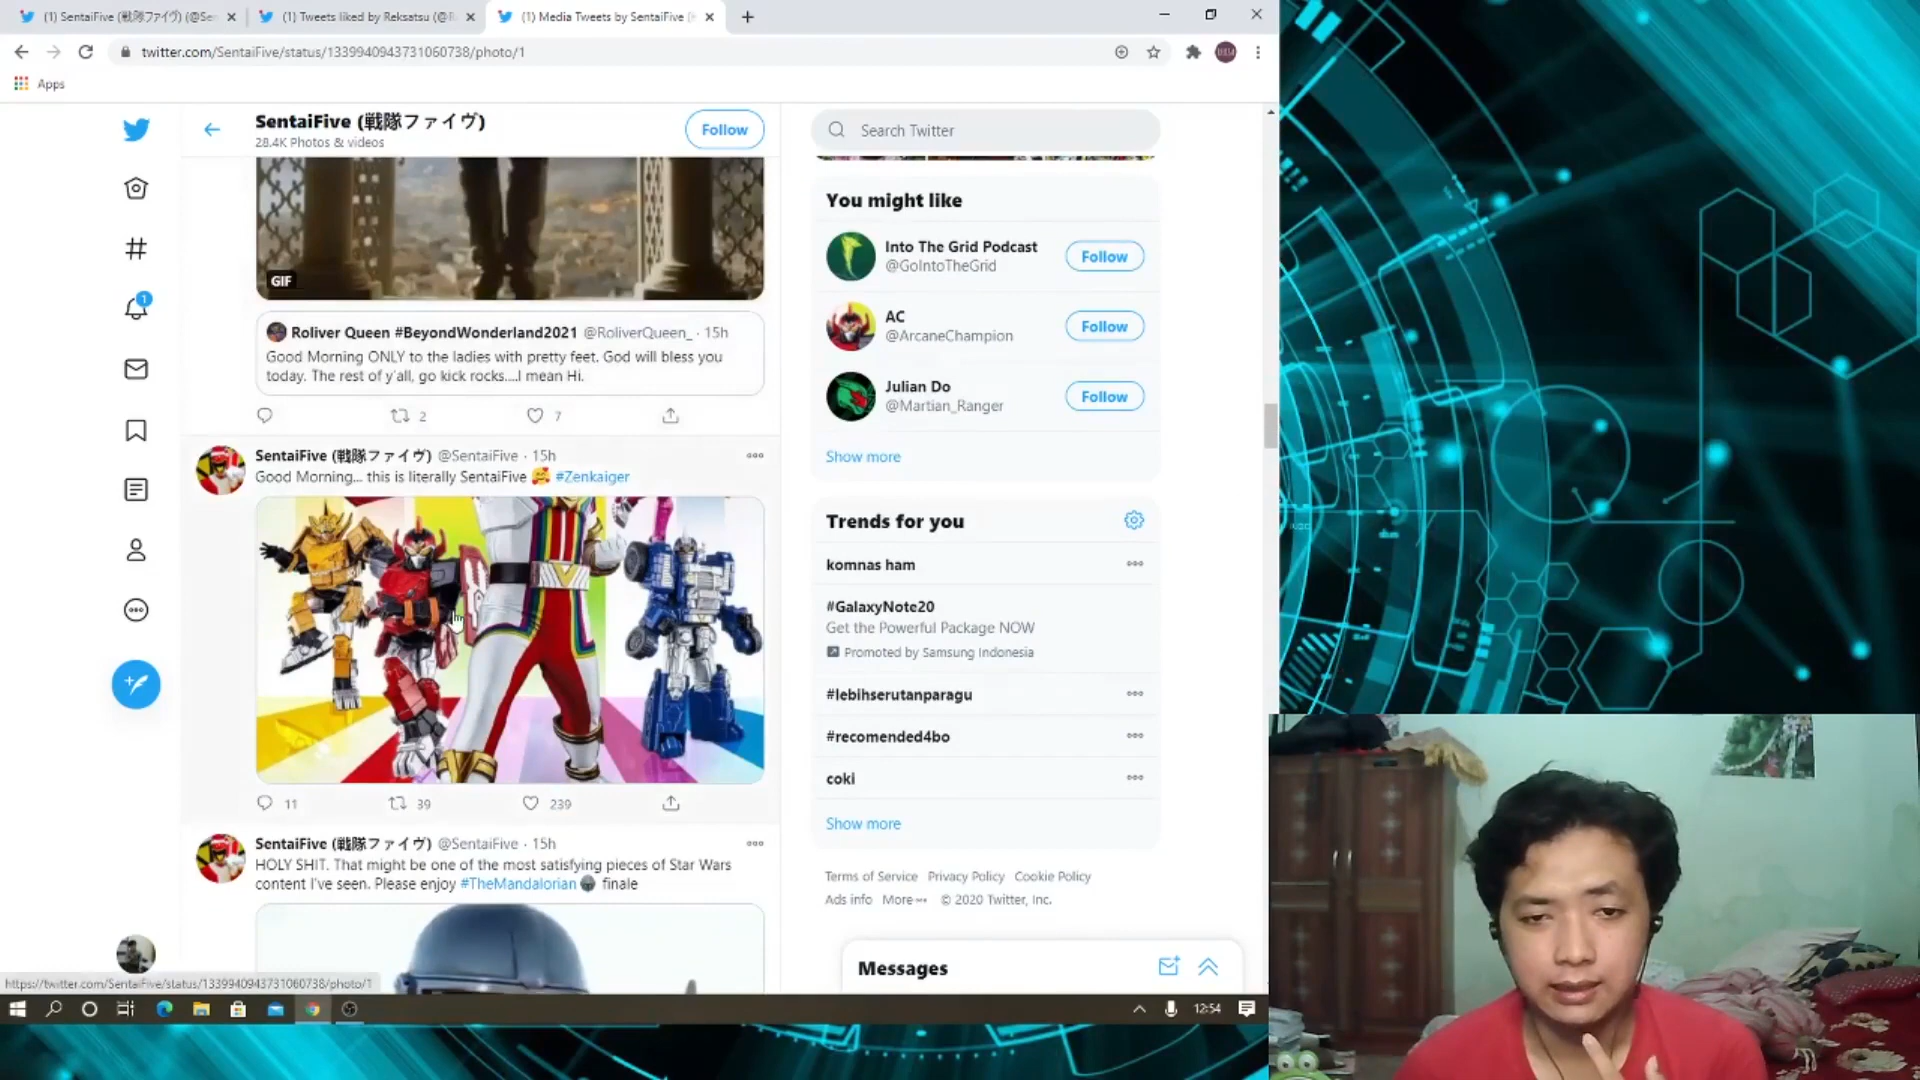 (1) SentaiFive (戦隊ファイヴ) (@Sen
(1) Tweets liked by Reksatsu (@R
(1) Media Tweets by SentaiFive (
twitter.com/SentaiFive/status/1339940943731060738/photo/1
Apps
SentaiFive (戦隊ファイヴ)
28.4K Photos & videos
Follow
GIF
Roliver Queen #BeyondWonderland2021 @RoliverQueen_ · 15h
Good Morning ONLY to the ladies with pretty feet. God will bless you
today. The rest of y'all, go kick rocks....I mean Hi.
2
7
SentaiFive (戦隊ファイヴ) @SentaiFive · 15h
Good Morning... this is literally SentaiFive 🥰 #Zenkaiger
11
39
239
SentaiFive (戦隊ファイヴ) @SentaiFive · 15h
HOLY SHIT. That might be one of the most satisfying pieces of Star Wars
content I've seen. Please enjoy #TheMandalorian finale
1
Search Twitter
You might like
Into The Grid Podcast
@GoIntoTheGrid
Follow
AC
@ArcaneChampion
Follow
Julian Do
@Martian_Ranger
Follow
Show more
Trends for you
komnas ham
#GalaxyNote20
Get the Powerful Package NOW
Promoted by Samsung Indonesia
#lebihserutanparagu
#recomended4bo
coki
Show more
Terms of Service Privacy Policy Cookie Policy
Ads info More © 2020 Twitter, Inc.
Messages
https://twitter.com/SentaiFive/status/1339940943731060738/photo/1
12:54